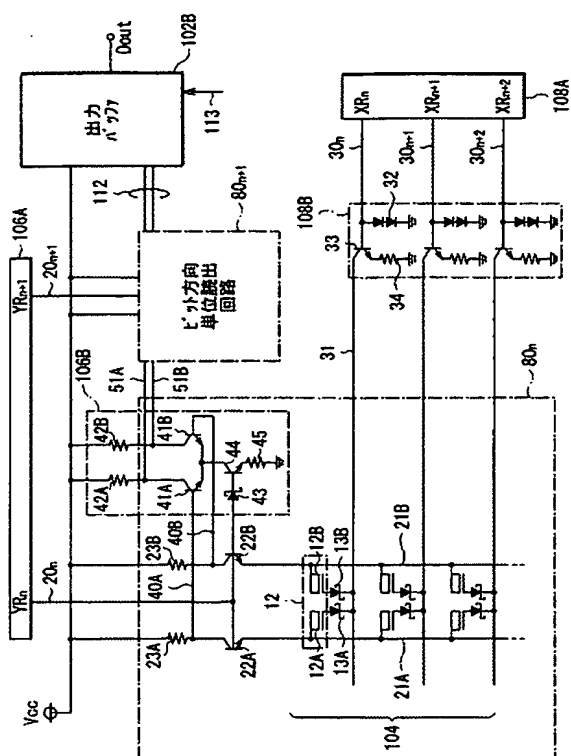 Dout
102B
出力
バッファ
113
112
106A
YRn
YRn+1
20n
20n+1
80n+1
ビット方向
単位読出
回路
51A
51B
106B
42A
42B
41A
41B
44
45
43
40A
40B
23A
23B
22A
22B
Vcc
12
12A
12B
13A
13B
21A
21B
104
31
80n
108B
33
32
34
30n
30n+1
30n+2
XRn
XRn+1
XRn+2
108A